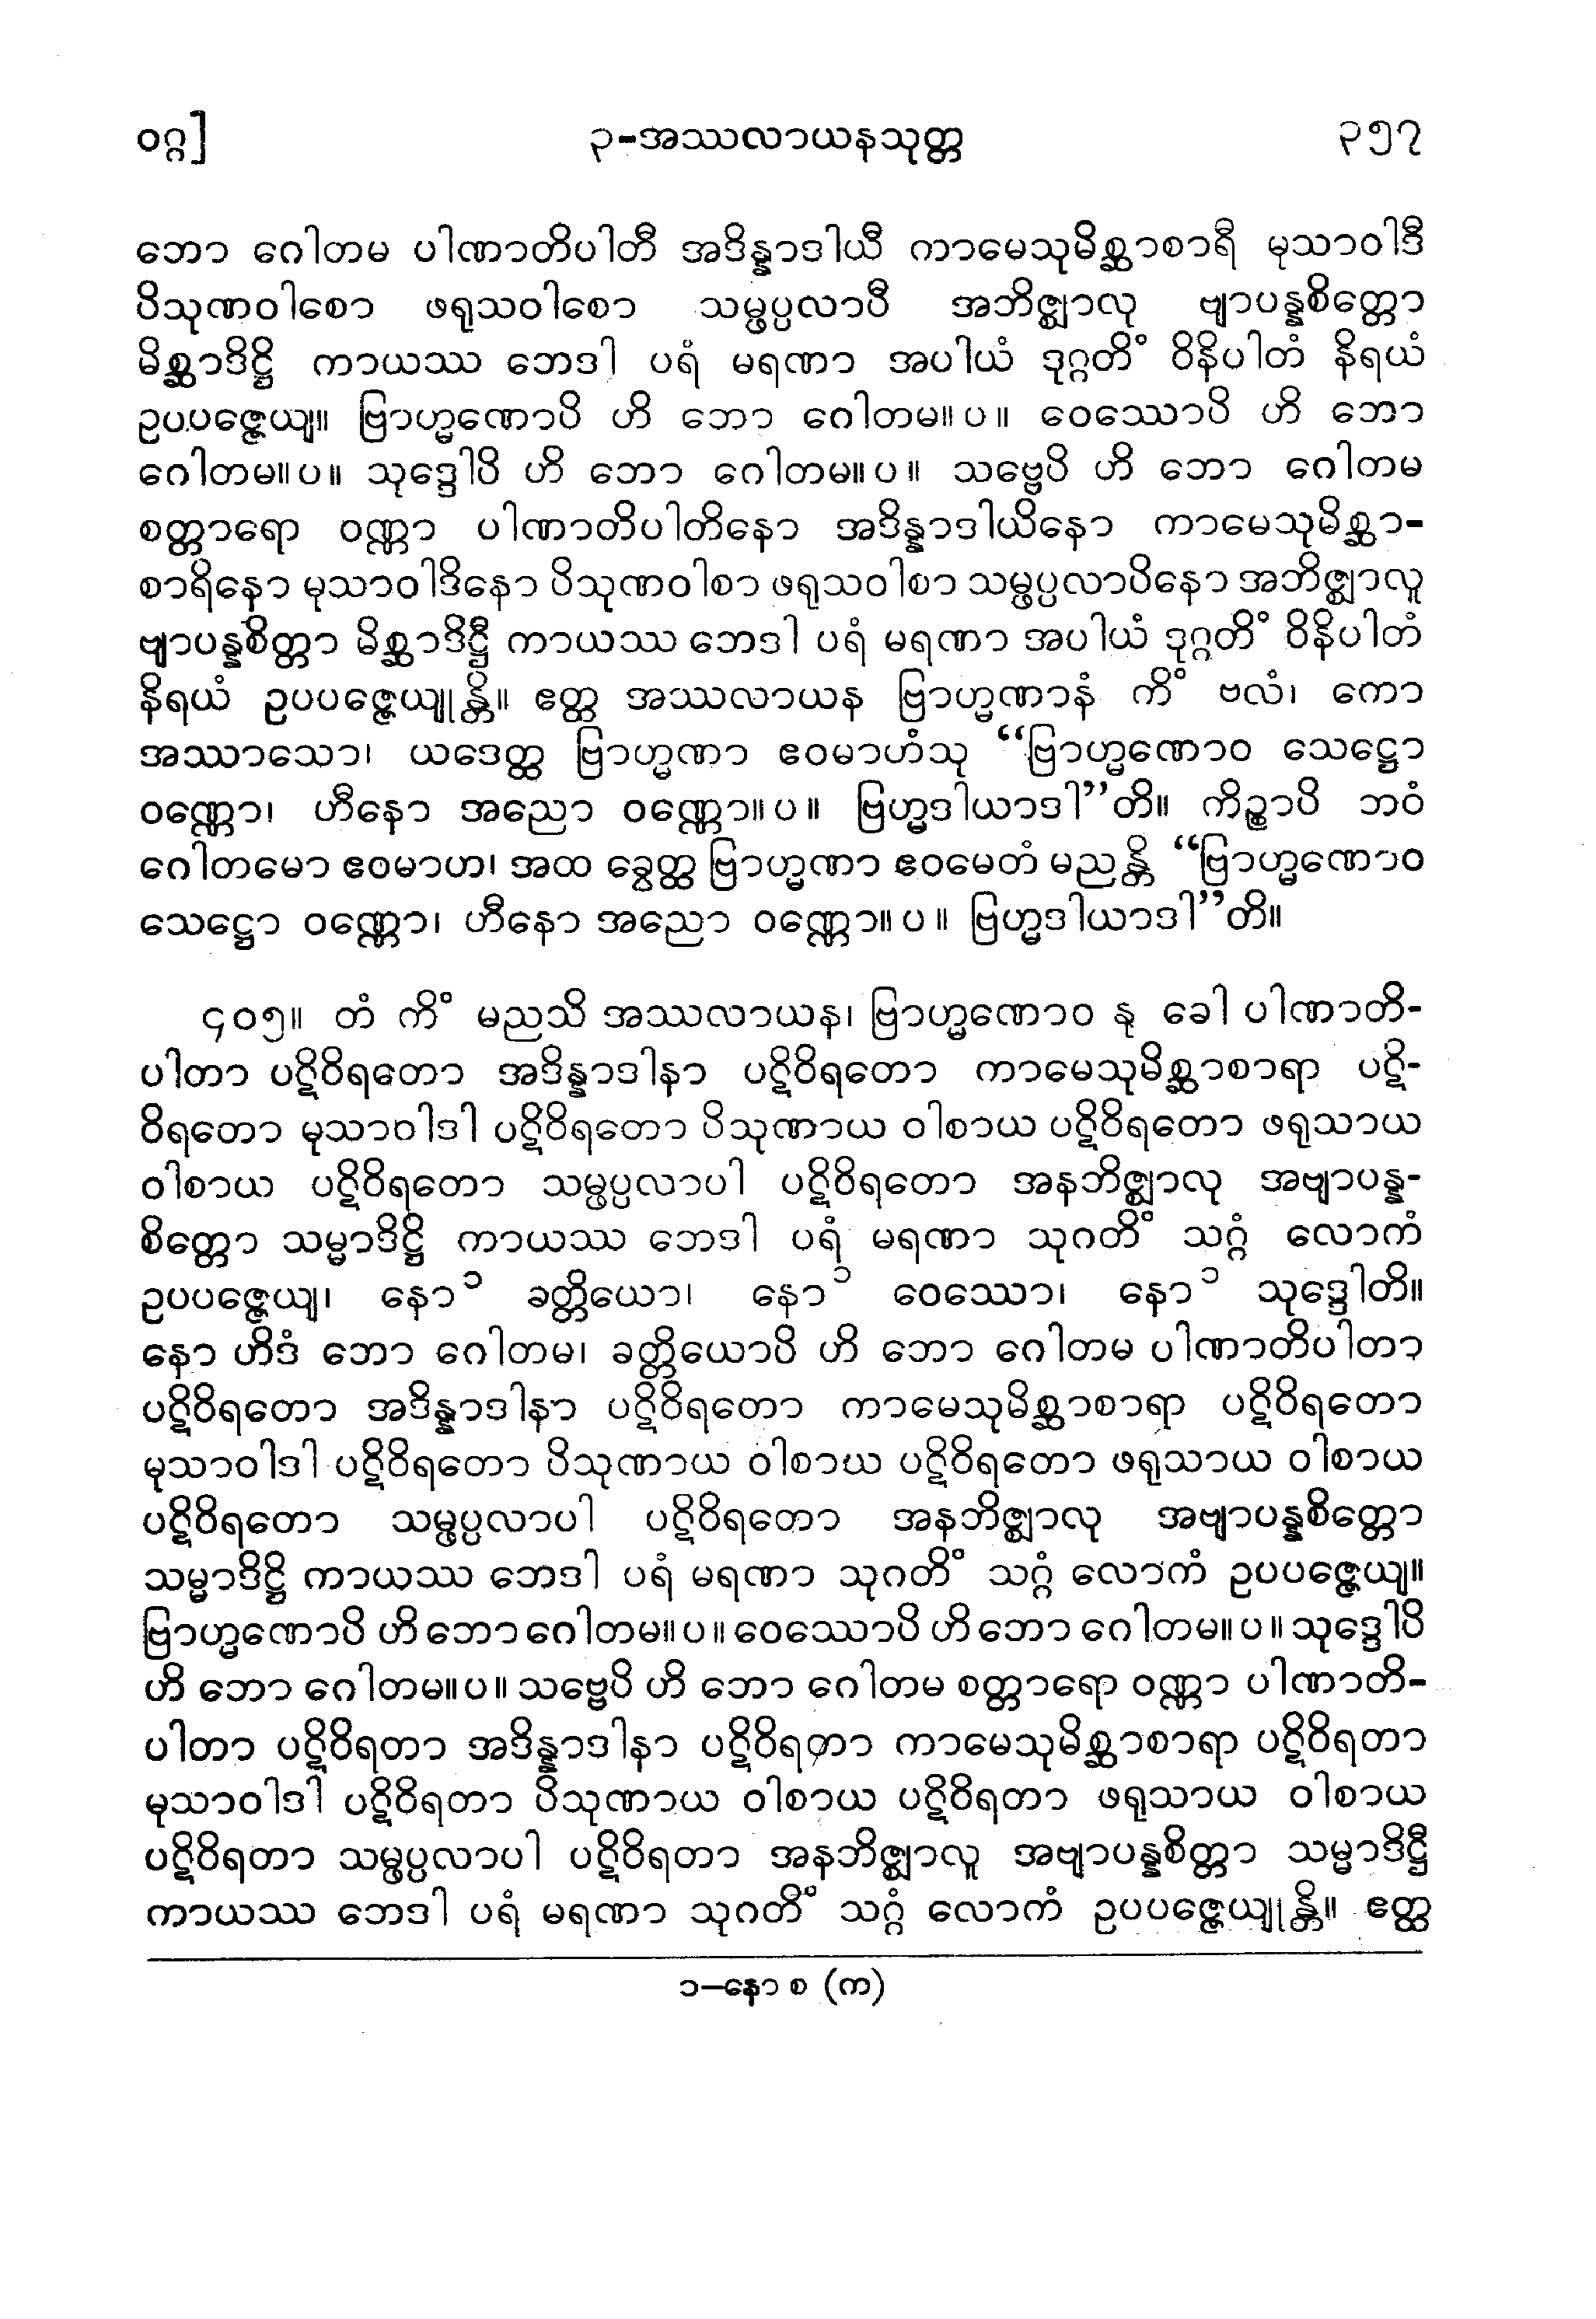 ဝဂ္ဂ] ၃-အဿလာယနသုတ္တ ၃၅၇
ဘော ဂေါတမ ပါဏာတိပါတီ အဒိန္နာဒါယီ ကာမေသုမိစ္ဆာစာရီ မုသာဝါဒီ
ပိသုဏဝါစော ဖရုသဝါစော သမ္ဖပ္ပလာပီ အဘိဇ္ဈာလု ဗျာပန္နစိတ္တော
မိစ္ဆာဒိဋ္ဌိ ကာယဿ ဘေဒါ ပရံ မရဏာ အပါယံ ဒုဂ္ဂတိံ ဝိနိပါတံ နိရယံ
ဥပပဇ္ဇေယျ။ ဗြာဟ္မဏောပိ ဟိ ဘော ဂေါတမ။ပ။ ဝေဿောပိ ဟိ ဘော
ဂေါတမ။ပ။ သုဒ္ဒေါပိ ဟိ ဘော ဂေါတမ။ပ။ သဗ္ဗေပိ ဟိ ဘော ဂေါတမ
စတ္တာရော ဝဏ္ဏာ ပါဏာတိပါတိနော အဒိန္နာဒါယိနော ကာမေသုမိစ္ဆာ-
စာရိနော မုသာဝါဒိနော ပိသုဏဝါစာ ဖရုသဝါစာ သမ္ဖပ္ပလာပိနော အဘိဇ္ဈာလူ
ဗျာပန္နစိတ္တာ မိစ္ဆာဒိဋ္ဌီ ကာယဿ ဘေဒါ ပရံ မရဏာ အပါယံ ဒုဂ္ဂတိံ ဝိနိပါတံ
နိရယံ ဥပပဇ္ဇေယျုန္တိ။ ဧတ္ထ အဿလာယန ဗြာဟ္မဏာနံ ကိံ ဗလံ၊ ကော
အဿာသော၊ ယဒေတ္ထ ဗြာဟ္မဏာ ဧဝမာဟံသု “ဗြာဟ္မဏောဝ သေဋ္ဌော
ဝဏ္ဏော၊ ဟီနော အညော ဝဏ္ဏော။ပ။ ဗြဟ္မဒါယာဒါ”တိ။ ကိဉ္စာပိ ဘဝံ
ဂေါတမော ဧဝမာဟ၊ အထ ခွေတ္ထ ဗြာဟ္မဏာ ဧဝမေတံ မညန္တိ “ဗြာဟ္မဏောဝ
သေဋ္ဌော ဝဏ္ဏော၊ ဟီနော အညော ဝဏ္ဏော။ပ။ ဗြဟ္မဒါယာဒါ”တိ။
၄၀၅။ တံ ကိံ မညသိ အဿလာယန၊ ဗြာဟ္မဏောဝ နု ခေါ ပါဏာတိ-
ပါတာ ပဋိဝိရတော အဒိန္နာဒါနာ ပဋိဝိရတော ကာမေသုမိစ္ဆာစာရာ ပဋိ-
ဝိရတော မုသာဝါဒါ ပဋိဝိရတော ပိသုဏာယ ဝါစာယ ပဋိဝိရတော ဖရုသာယ
ဝါစာယ ပဋိဝိရတော သမ္ဖပ္ပလာပါ ပဋိဝိရတော အနဘိဇ္ဈာလု အဗျာပန္န-
စိတ္တော သမ္မာဒိဋ္ဌိ ကာယဿ ဘေဒါ ပရံ မရဏာ သုဂတိံ သဂ္ဂံ လောကံ
ဥပပဇ္ဇေယျ၊ နော၁ ခတ္တိယော၊ နော၁ ဝေဿော၊ နော၁ သုဒ္ဒေါတိ။
နော ဟိဒံ ဘော ဂေါတမ၊ ခတ္တိယောပိ ဟိ ဘော ဂေါတမ ပါဏာတိပါတာ
ပဋိဝိရတော အဒိန္နာဒါနာ ပဋိဝိရတော ကာမေသုမိစ္ဆာစာရာ ပဋိဝိရတော
မုသာဝါဒါ ပဋိဝိရတော ပိသုဏာယ ဝါစာယ ပဋိဝိရတော ဖရုသာယ ဝါစာယ
ပဋိဝိရတော သမ္ဖပ္ပလာပါ ပဋိဝိရတော အနဘိဇ္ဈာလု အဗျာပန္နစိတ္တော
သမ္မာဒိဋ္ဌိ ကာယဿ ဘေဒါ ပရံ မရဏာ သုဂတိံ သဂ္ဂံ လောကံ ဥပပဇ္ဇေယျ။
ဗြာဟ္မဏောပိ ဟိ ဘော ဂေါတမ။ပ။ ဝေဿောပိ ဟိ ဘော ဂေါတမ။ပ။ သုဒ္ဒေါပိ
ဟိ ဘော ဂေါတမ။ပ။ သဗ္ဗေပိ ဟိ ဘော ဂေါတမ စတ္တာရော ဝဏ္ဏာ ပါဏာတိ-
ပါတာ ပဋိဝိရတာ အဒိန္နာဒါနာ ပဋိဝိရတာ ကာမေသုမိစ္ဆာစာရာ ပဋိဝိရတာ
မုသာဝါဒါ ပဋိဝိရတာ ပိသုဏာယ ဝါစာယ ပဋိဝိရတာ ဖရုသာယ ဝါစာယ
ပဋိဝိရတာ သမ္ဖပ္ပလာပါ ပဋိဝိရတာ အနဘိဇ္ဈာလူ အဗျာပန္နစိတ္တာ သမ္မာဒိဋ္ဌီ
ကာယဿ ဘေဒါ ပရံ မရဏာ သုဂတိံ သဂ္ဂံ လောကံ ဥပပဇ္ဇေယျုန္တိ။ ဧတ္ထ
၁–နော စ (က)